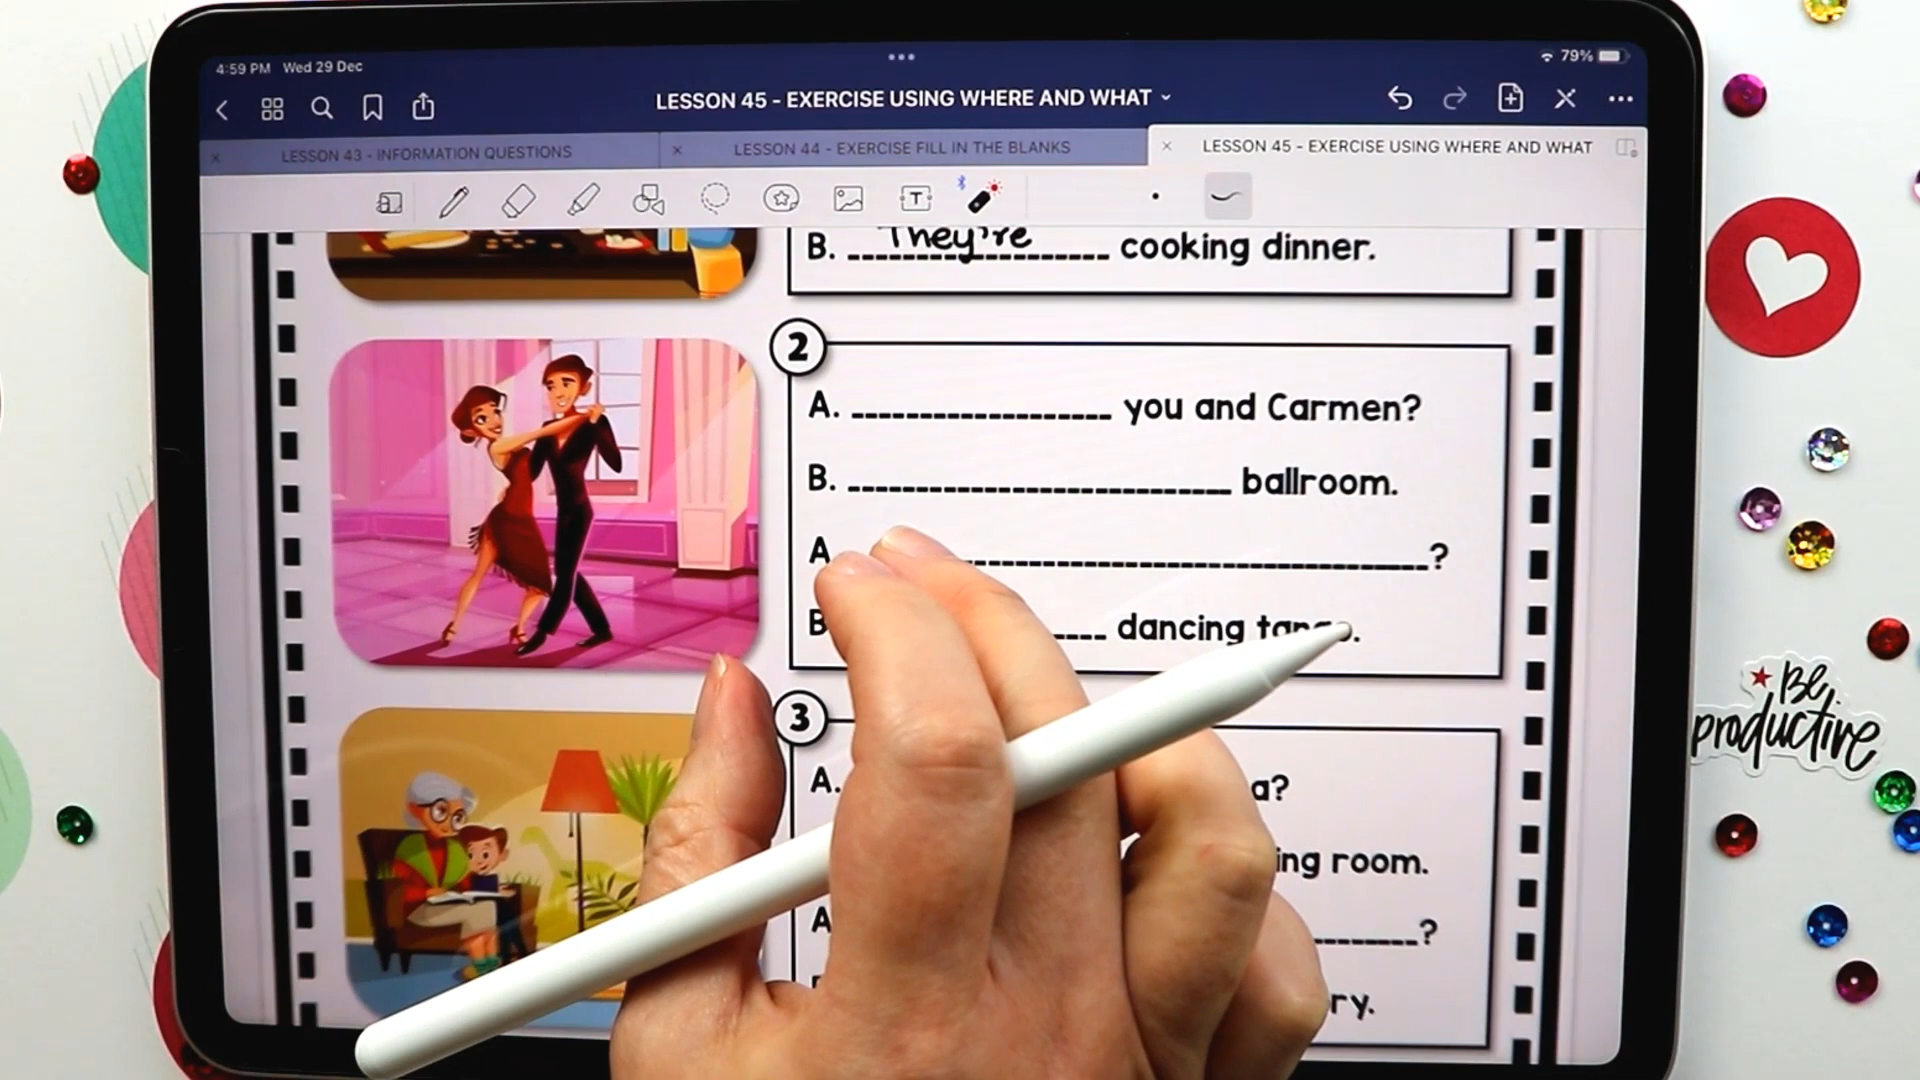 4:59 PM Wed 29 Dec
79%
LESSON 45 - EXERCISE USING WHERE AND WHAT
LESSON 43 - INFORMATION QUESTIONS
LESSON 44 - EXERCISE FILL IN THE BLANKS
LESSON 45 - EXERCISE USING WHERE AND WHAT
T
B. They're cooking dinner.
2
A. you and Carmen?
B. ballroom.
A ?
B dancing tango.
3
A. a?
B. ing room.
A ?
ry.
BE
productive